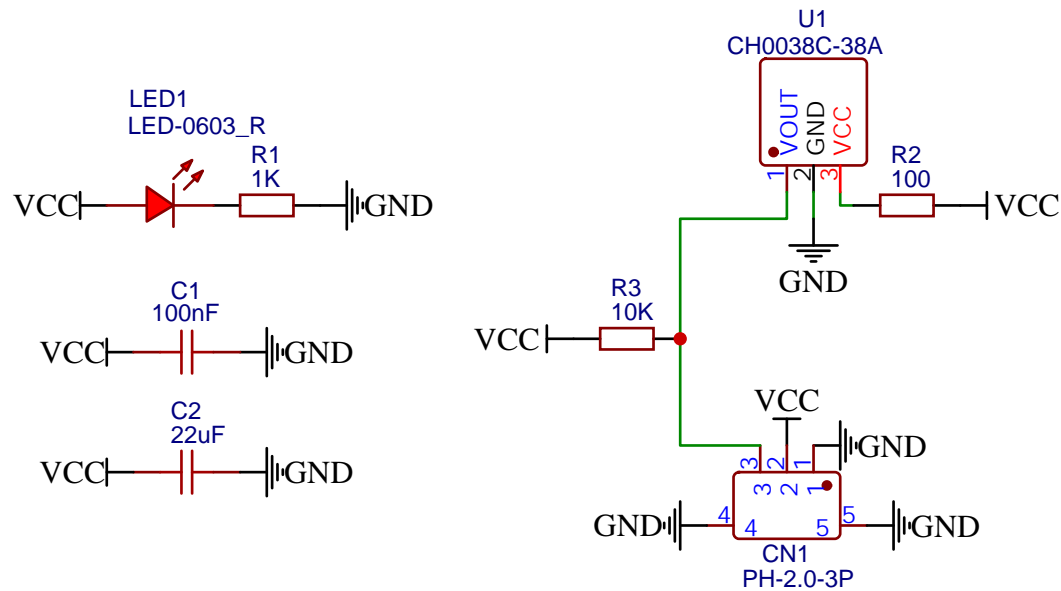 LED1
LED-0603_R
R1
1K
VCC
GND
C1
100nF
VCC
GND
C2
22uF
VCC
GND
U1
CH0038C-38A
VOUT
GND
VCC
1
2
3
R2
100
VCC
GND
R3
10K
VCC
VCC
GND
3
2
1
3
2
1
GND
4
4
5
5
GND
CN1
PH-2.0-3P